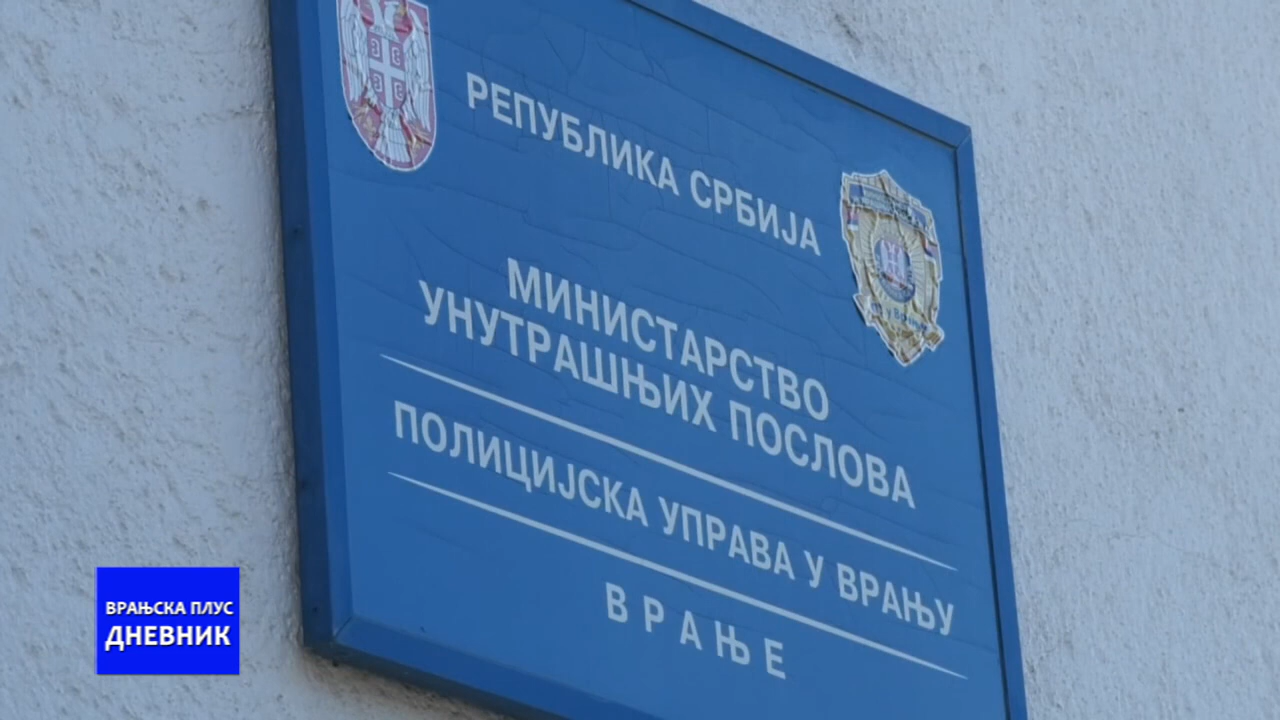 РЕПУБЛИКА СРБИЈА
МИНИСТАРСТВО
УНУТРАШЊИХ ПОСЛОВА
ПОЛИЦИЈСКА УПРАВА У ВРАЊУ
ВРАЊЕ
ВРАЊСКА ПЛУС
ДНЕВНИК